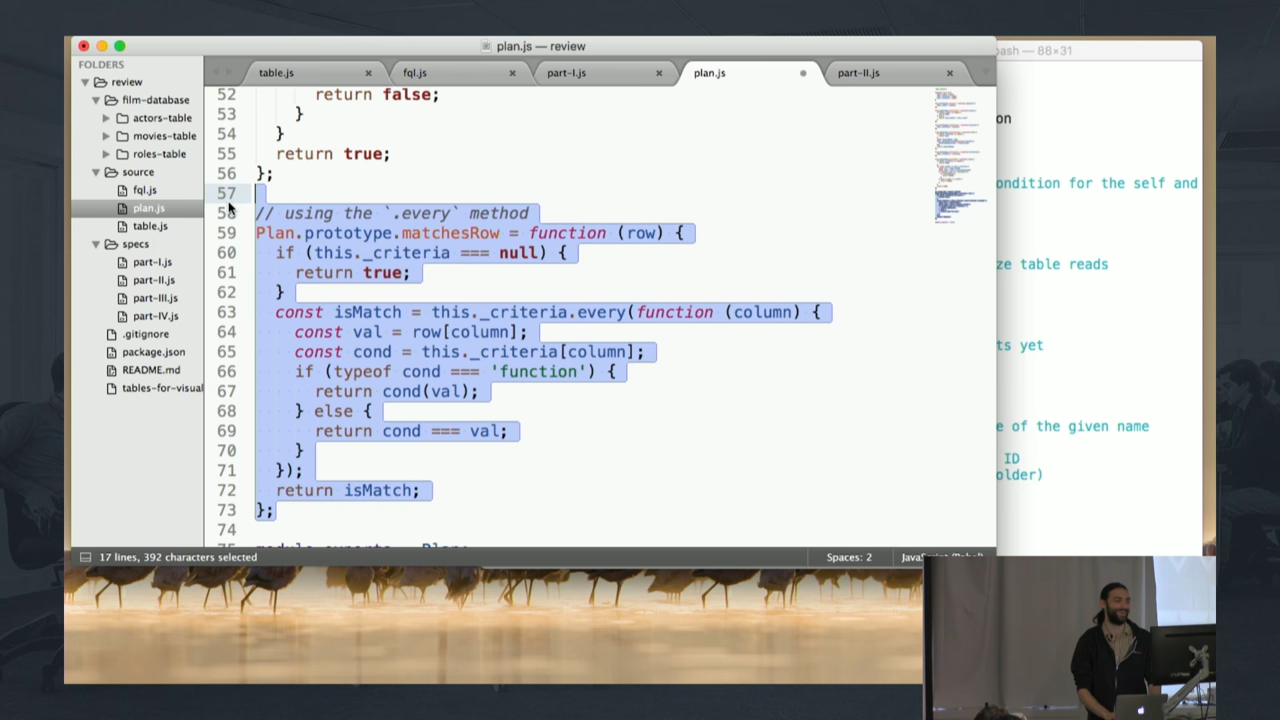 plan.js — review
bash — 88×31
FOLDERS
review
film-database
actors-table
movies-table
roles-table
source
fql.js
plan.js
table.js
specs
part-I.js
part-II.js
part-III.js
part-IV.js
.gitignore
package.json
README.md
tables-for-visual
table.js
fql.js
part-I.js
plan.js
part-II.js
52 return false;
53 }
54 }
55 return true;
56 };
57
58 // using the `.every` method
59 Plan.prototype.matchesRow = function (row) {
60 if (this._criteria === null) {
61 return true;
62 }
63 const isMatch = this._criteria.every(function (column) {
64 const val = row[column];
65 const cond = this._criteria[column];
66 if (typeof cond === 'function') {
67 return cond(val);
68 } else {
69 return cond === val;
70 }
71 });
72 return isMatch;
73 };
74
75 module.exports = Plan;
17 lines, 392 characters selected
Spaces: 2
JavaScript (Babel)
on
ondition for the self and
ze table reads
ts yet
e of the given name
ID
older)